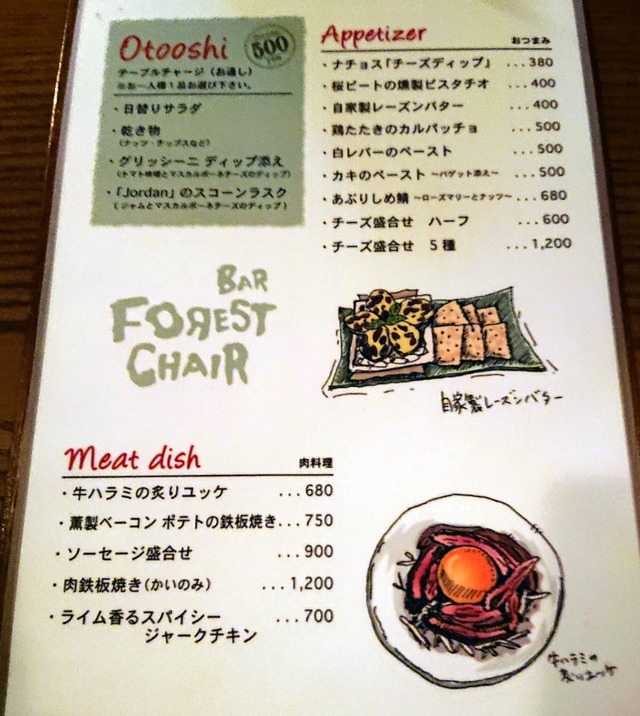 Otooshi
500
テーブルチャージ（お通し）
※お一人様1品お選び下さい。
・日替りサラダ
・乾き物
（ナッツ・チップスなど）
・グリッシーニ ディップ添え
（トマト味噌とマスカルポーネチーズのディップ）
・「Jordan」のスコーンラスク
（ジャムとマスカルポーネチーズのディップ）
Appetizer
おつまみ
・ナチョス「チーズディップ」 ...380
・桜ビートの燻製ピスタチオ ...400
・自家製レーズンバター ...400
・鶏たたきのカルパッチョ ...500
・白レバーのペースト ...500
・カキのペースト ～バゲット添え～ ...500
・あぶりしめ鯖 ～ローズマリーとナッツ～ ...680
・チーズ盛合せ ハーフ ...600
・チーズ盛合せ 5種 ...1,200
BAR
FOREST
CHAIR
自家製レーズンバター
Meat dish
肉料理
・牛ハラミの炙りユッケ ...680
・薫製ベーコン ポテトの鉄板焼き...750
・ソーセージ盛合せ ...900
・肉鉄板焼き（かいのみ） ...1,200
・ライム香るスパイシー ...700
ジャークチキン
牛ハラミの
炙りユッケ